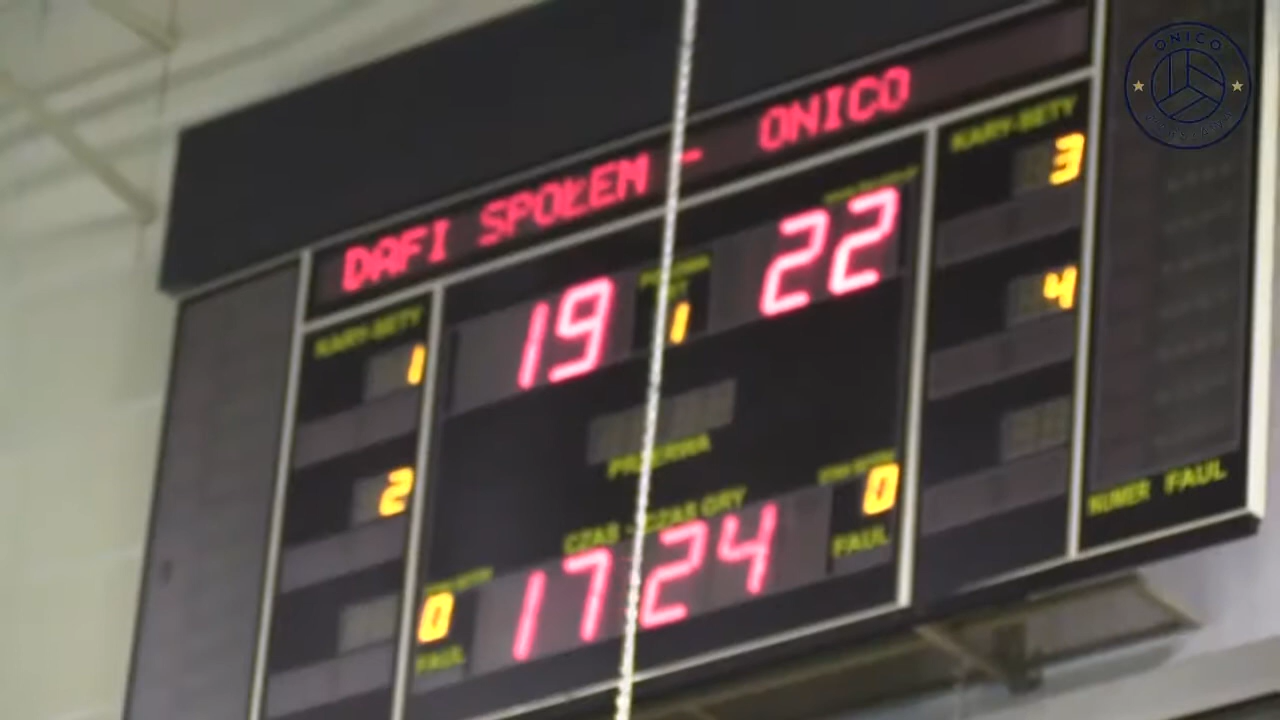 DAFI SPOŁEM - ONICO
KARY-SETY
1
2
19
1
22
PRZERWA
CZAS - CZAS GRY
17 24
0
FAUL
0
FAUL
KARY-SETY
3
4
NUMER FAUL
ONICO